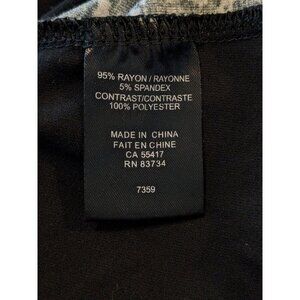 95% RAYON / RAYONNE
5% SPANDEX
CONTRAST/CONTRASTE
100% POLYESTER
MADE IN CHINA
FAIT EN CHINE
CA 55417
RN 83734
7359